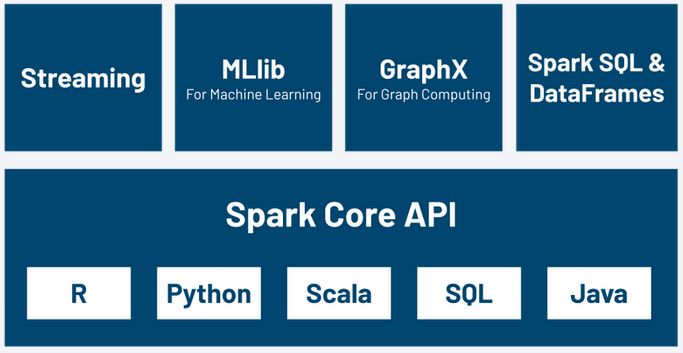 Streaming
MLlib
For Machine Learning
GraphX
For Graph Computing
Spark SQL &
DataFrames
Spark Core API
R
Python
Scala
SQL
Java